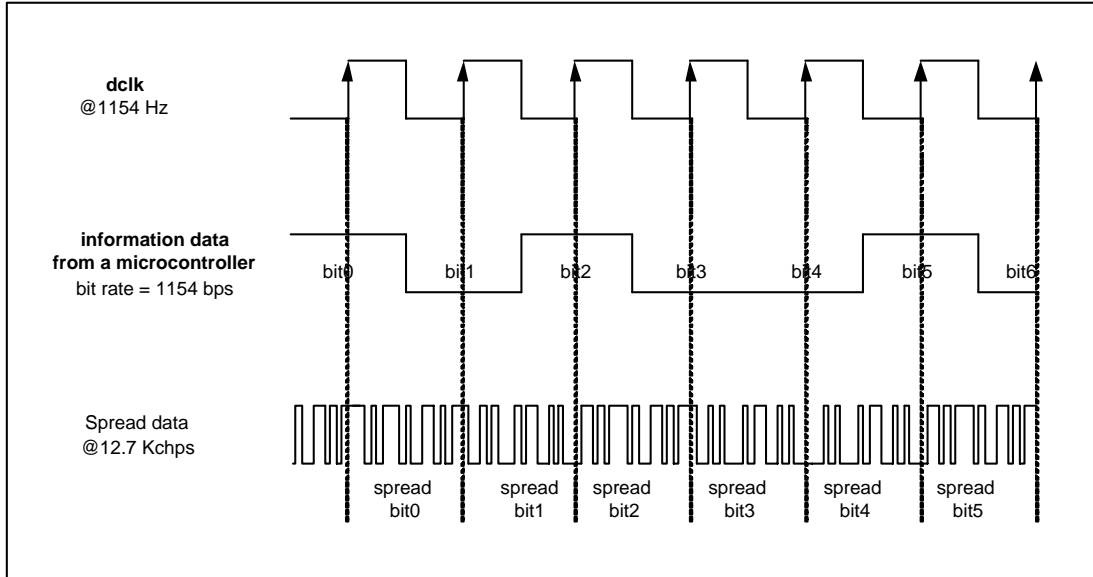 dclk
@1154 Hz
information data
from a microcontroller
bit rate = 1154 bps
bit0 bit1 bit2 bit3 bit4 bit5 bit6
Spread data
@12.7 Kchps
spread spread spread spread spread spread
bit0 bit1 bit2 bit3 bit4 bit5